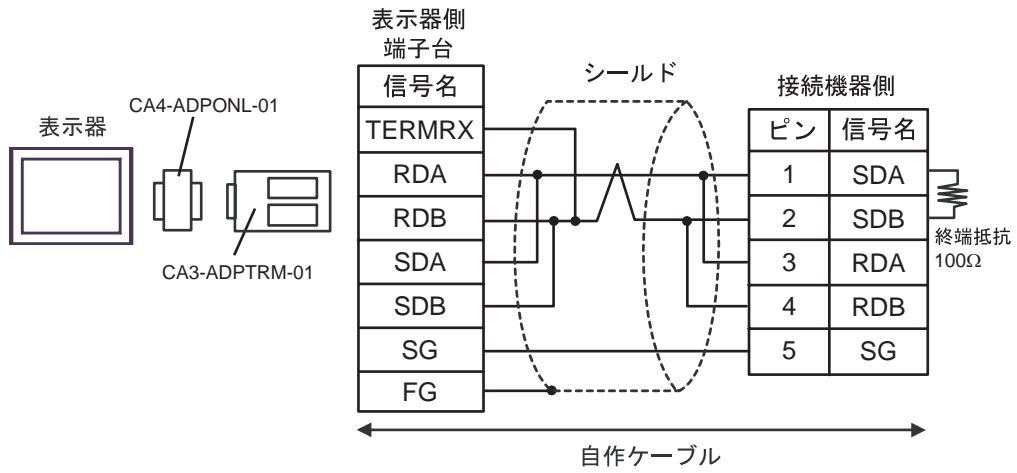 表示器
CA4-ADPONL-01
CA3-ADPTRM-01
表示器側
端子台
信号名
TERMRX
RDA
RDB
SDA
SDB
SG
FG
シールド
接続機器側
ピン 信号名
1 SDA
2 SDB
3 RDA
4 RDB
5 SG
終端抵抗
100Ω
自作ケーブル